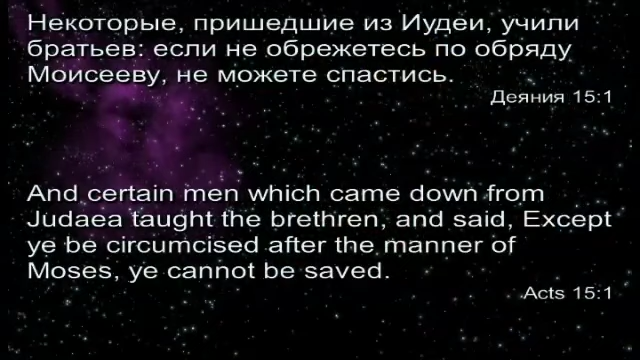 Некоторые, пришедшие из Иудеи, учили
братьев: если не обрежетесь по обряду
Моисееву, не можете спастись.
Деяния 15:1
And certain men which came down from
Judaea taught the brethren, and said, Except
ye be circumcised after the manner of
Moses, ye cannot be saved.
Acts 15:1